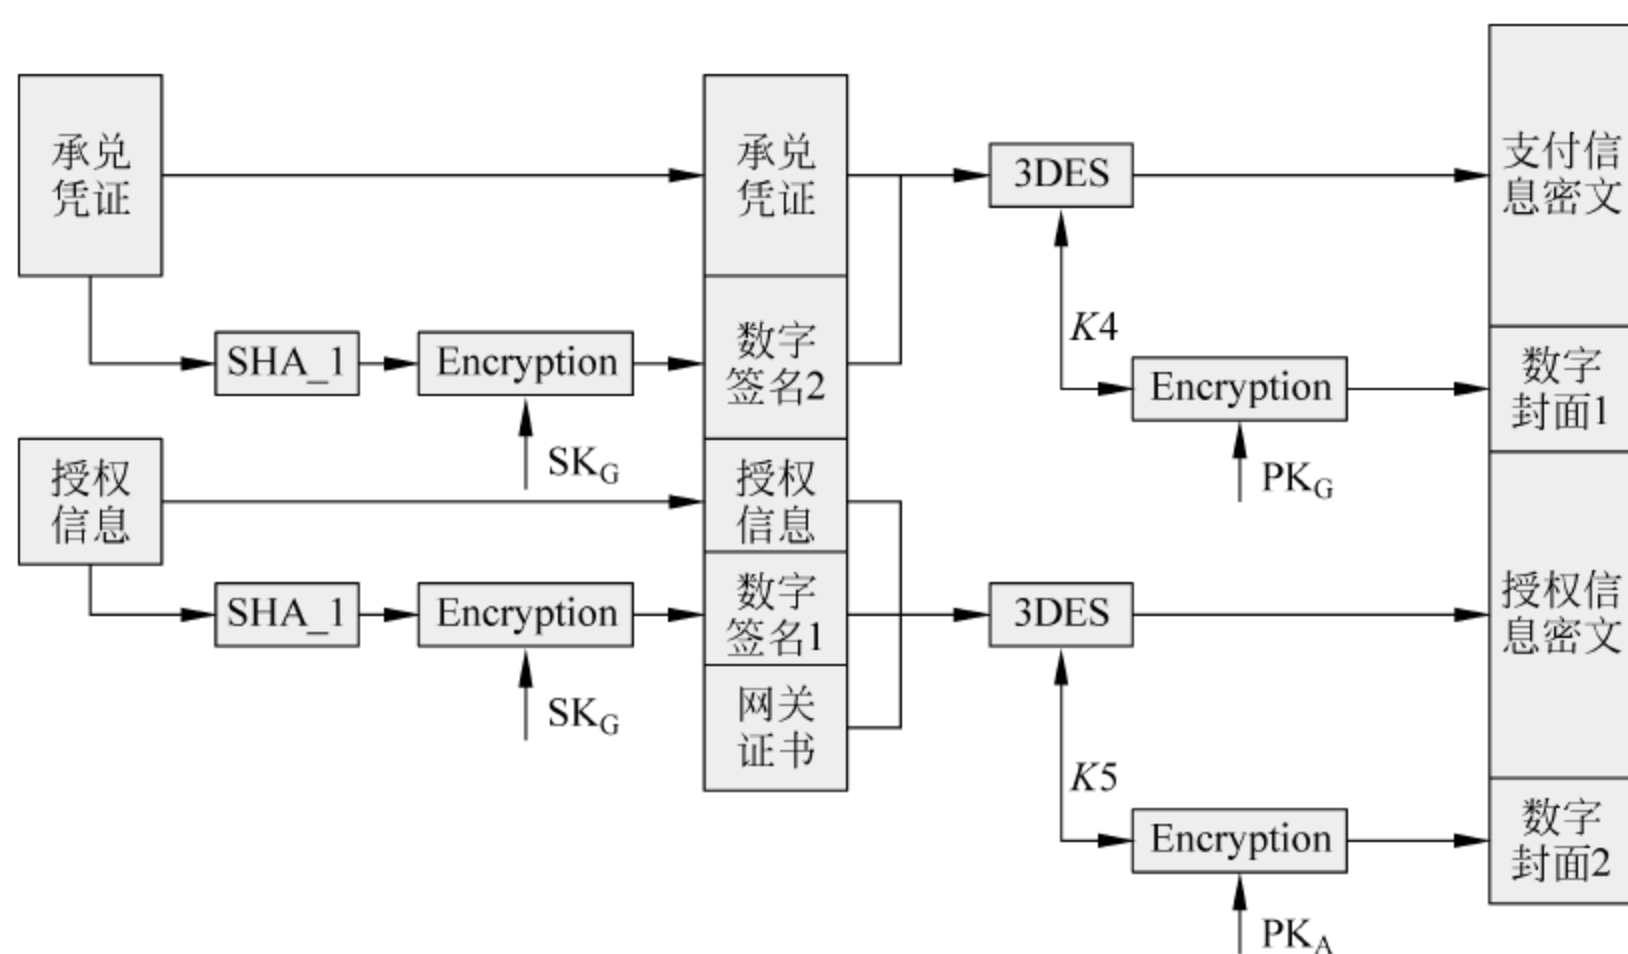 承兑
凭证
SHA_1
Encryption
SK_G
授权
信息
SHA_1
Encryption
SK_G
承兑
凭证
数字
签名2
授权
信息
数字
签名1
网关
证书
3DES
K4
Encryption
PK_G
3DES
K5
Encryption
PK_A
支付信
息密文
数字
封面1
授权信
息密文
数字
封面2